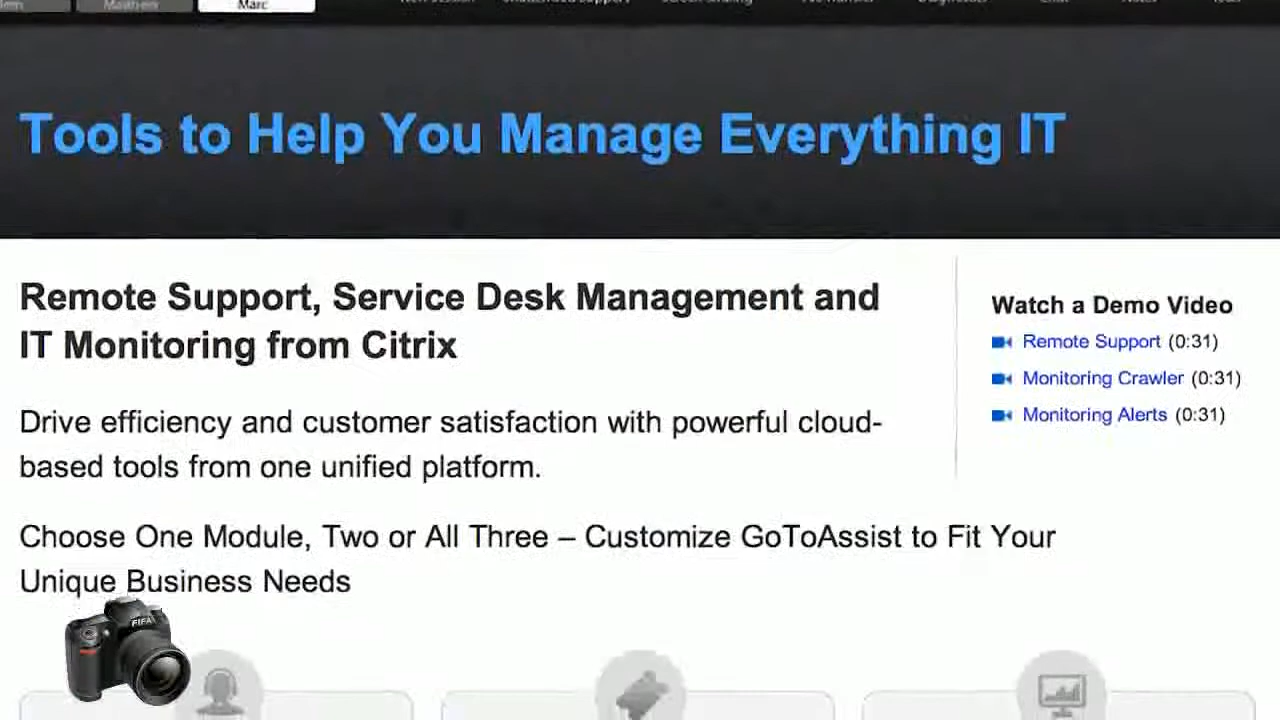 Marc
Tools to Help You Manage Everything IT
Remote Support, Service Desk Management and
IT Monitoring from Citrix
Watch a Demo Video
Remote Support (0:31)
Monitoring Crawler (0:31)
Monitoring Alerts (0:31)
Drive efficiency and customer satisfaction with powerful cloud-
based tools from one unified platform.
Choose One Module, Two or All Three – Customize GoToAssist to Fit Your
Unique Business Needs
FIFA